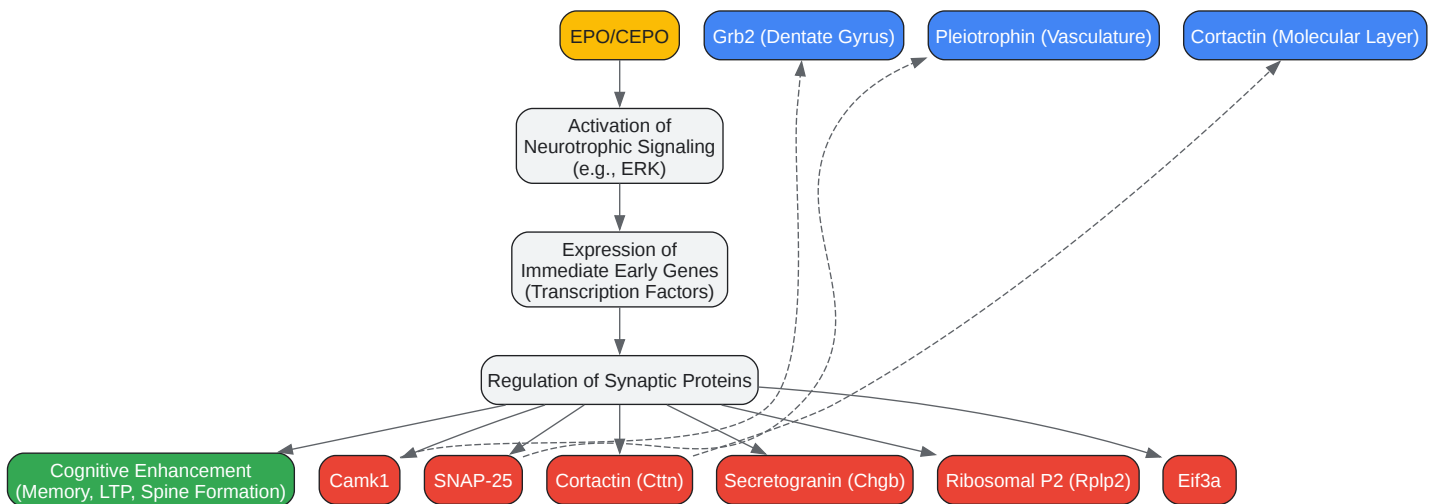 EPO/CEPO
Grb2 (Dentate Gyrus)
Pleiotrophin (Vasculature)
Cortactin (Molecular Layer)
Activation of
Neurotrophic Signaling
(e.g., ERK)
Expression of
Immediate Early Genes
(Transcription Factors)
Regulation of Synaptic Proteins
Cognitive Enhancement
(Memory, LTP, Spine Formation)
Camk1
SNAP-25
Cortactin (Cttn)
Secretogranin (Chgb)
Ribosomal P2 (Rplp2)
Eif3a